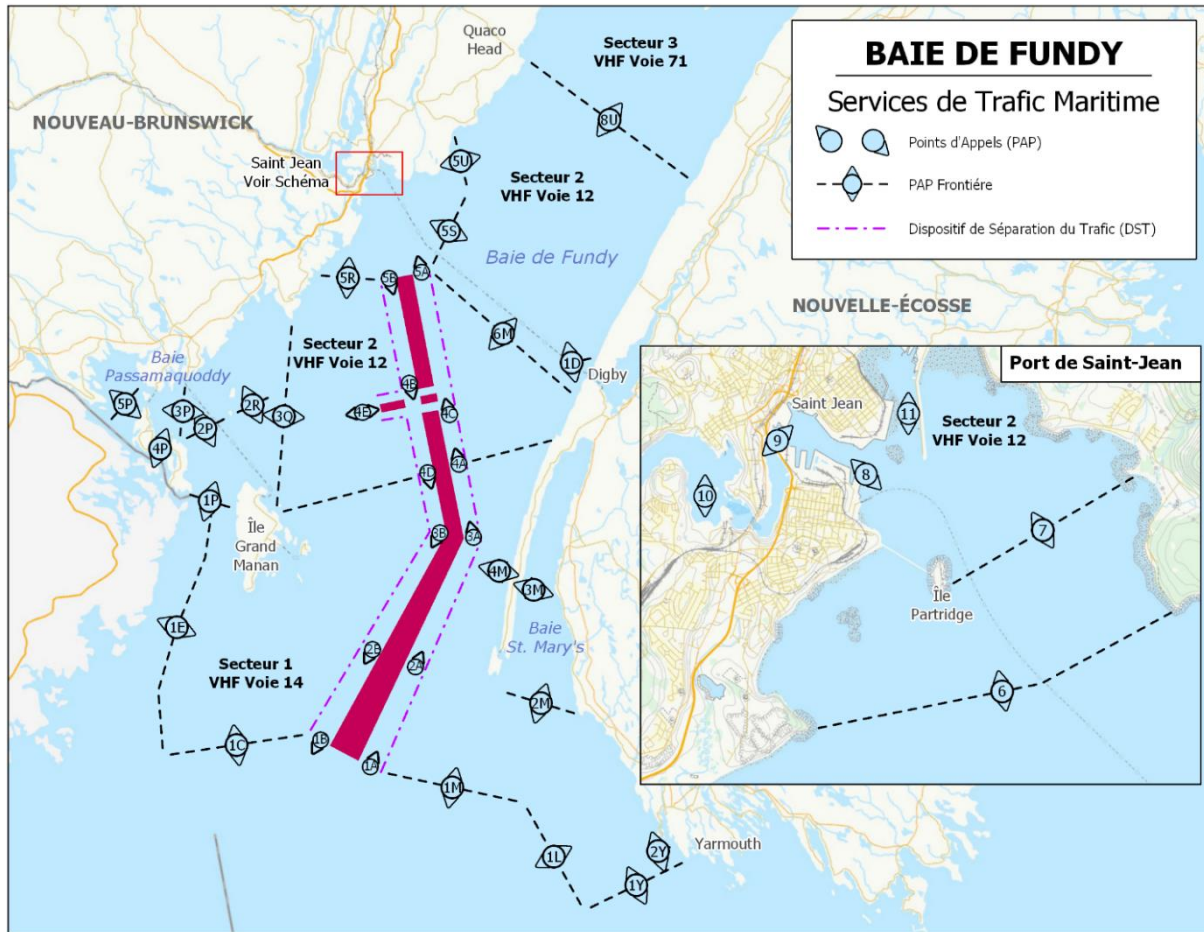 Quaco
Head
Secteur 3
VHF Voie 71
8U
NOUVEAU-BRUNSWICK
Saint Jean
Voir Schéma
5U
Secteur 2
VHF Voie 12
5S
Baie de Fundy
5R
5B
5A
BAIE DE FUNDY
Services de Trafic Maritime
Points d'Appels (PAP)
PAP Frontiére
Dispositif de Séparation du Trafic (DST)
NOUVELLE-ÉCOSSE
Secteur 2
VHF Voie 12
6M
1D
Digby
Baie
Passamaquoddy
5P
3P
2P
2R
3Q
4P
4E
4B
4C
4A
4D
1P
Île
Grand
Manan
3B
3A
4M
3M
Baie
St. Mary's
1E
Secteur 1
VHF Voie 14
2B
2A
2M
1C
1B
1A
1M
1L
Yarmouth
2Y
1Y
Port de Saint-Jean
Saint Jean
Secteur 2
VHF Voie 12
11
9
8
10
7
Île
Partridge
6